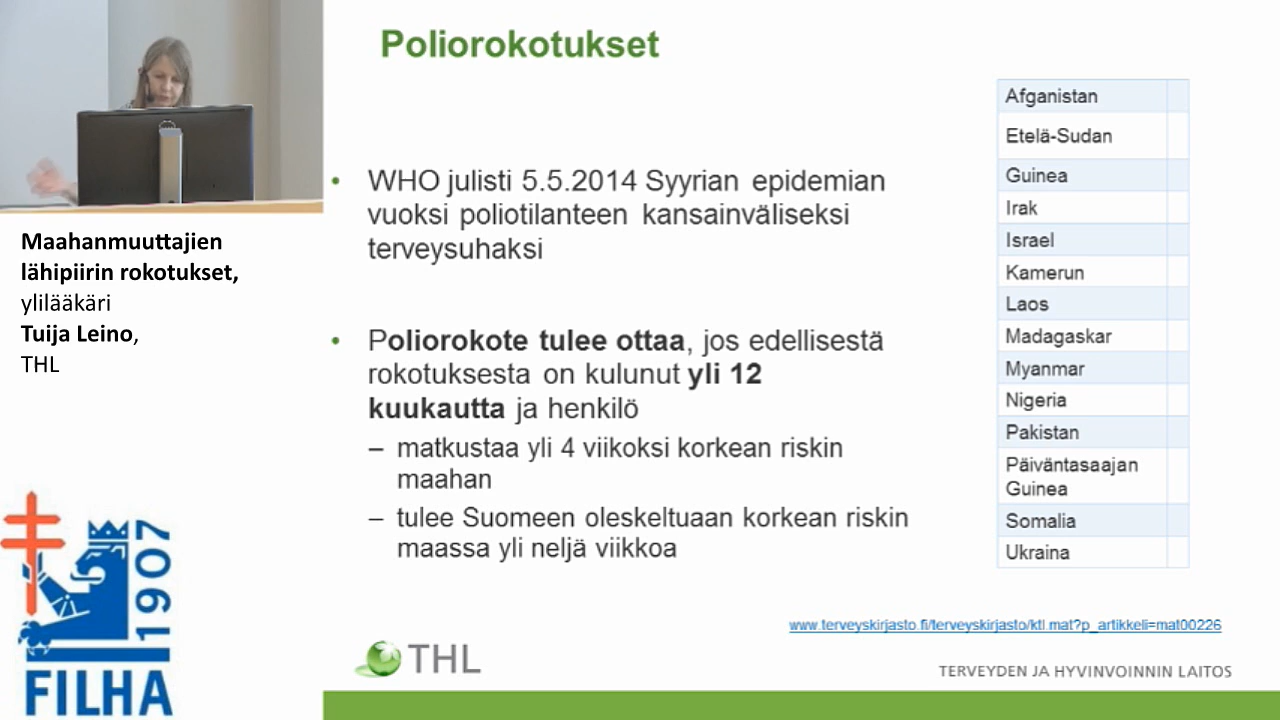 Poliorokotukset
• WHO julisti 5.5.2014 Syyrian epidemian
vuoksi poliotilanteen kansainväliseksi
terveysuhaksi
• Poliorokote tulee ottaa, jos edellisestä
rokotuksesta on kulunut yli 12
kuukautta ja henkilö
– matkustaa yli 4 viikoksi korkean riskin
maahan
– tulee Suomeen oleskeltuaan korkean riskin
maassa yli neljä viikkoa
Afganistan
Etelä-Sudan
Guinea
Irak
Israel
Kamerun
Laos
Madagaskar
Myanmar
Nigeria
Pakistan
Päiväntasaajan
Guinea
Somalia
Ukraina
www.terveyskirjasto.fi/terveyskirjasto/ktl.mat?p_artikkeli=mat00226
THL
TERVEYDEN JA HYVINVOINNIN LAITOS
Maahanmuuttajien
lähipiirin rokotukset,
ylilääkäri
Tuija Leino,
THL
1907
FILHA